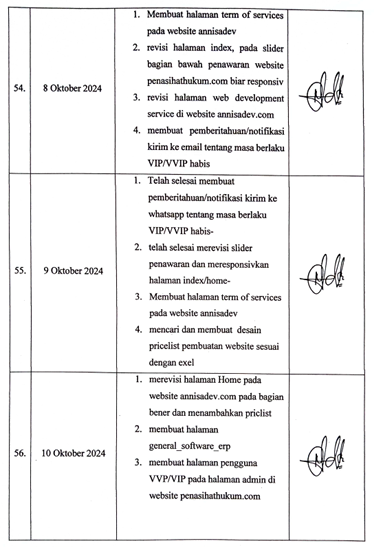 54.
8 Oktober 2024
1. Membuat halaman term of services
pada website annisadev
2. revisi halaman index, pada slider
bagian bawah penawaran website
penasihathukum.com biar responsiv
3. revisi halaman web development
service di website annisadev.com
4. membuat pemberitahuan/notifikasi
kirim ke email tentang masa berlaku
VIP/VVIP habis
55.
9 Oktober 2024
1. Telah selesai membuat
pemberitahuan/notifikasi kirim ke
whatsapp tentang masa berlaku
VIP/VVIP habis-
2. telah selesai merevisi slider
penawaran dan meresponsivkan
halaman index/home-
3. Membuat halaman term of services
pada website annisadev
4. mencari dan membuat desain
pricelist pembuatan website sesuai
dengan exel
56.
10 Oktober 2024
1. merevisi halaman Home pada
website annisadev.com pada bagian
bener dan menambahkan priclist
2. membuat halaman
general_software_erp
3. membuat halaman pengguna
VVP/VIP pada halaman admin di
website penasihathukum.com